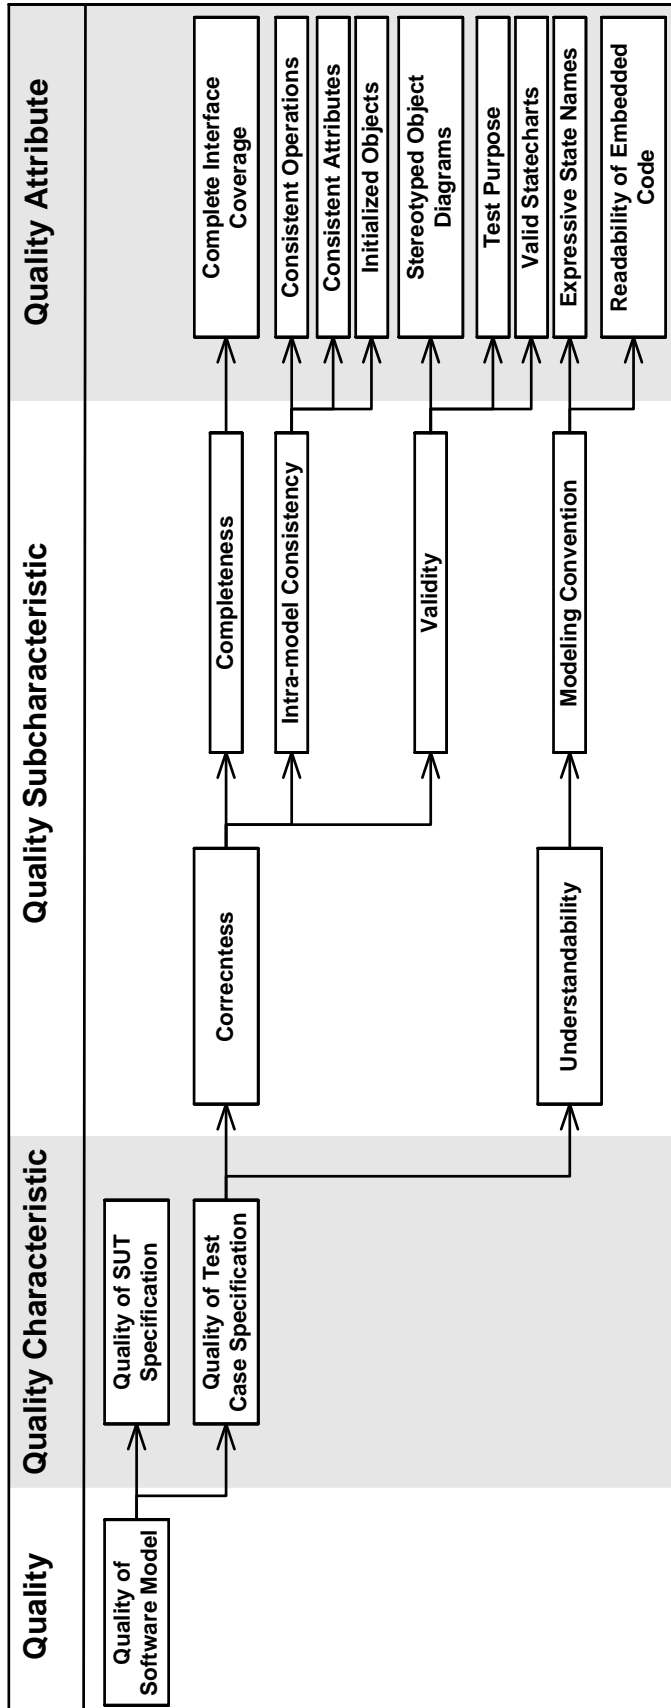 Quality
Quality Characteristic
Quality Subcharacteristic
Quality Attribute
Quality of
Software Model
Quality of SUT
Specification
Quality of Test
Case Specification
Correcntess
Understandability
Completeness
Intra-model Consistency
Validity
Modeling Convention
Complete Interface
Coverage
Consistent Operations
Consistent Attributes
Initialized Objects
Stereotyped Object
Diagrams
Test Purpose
Valid Statecharts
Expressive State Names
Readability of Embedded
Code